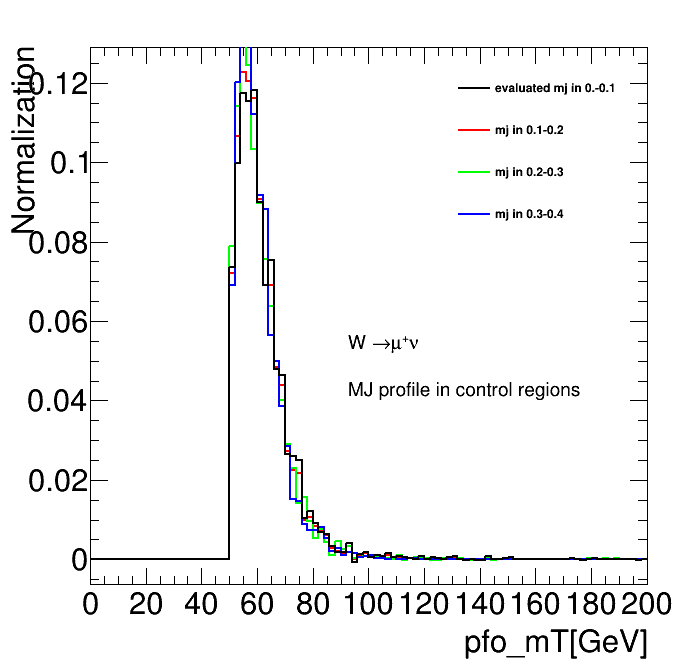 Normalization
0.12
0.1
0.08
0.06
0.04
0.02
0
evaluated mj in 0.-0.1
mj in 0.1-0.2
mj in 0.2-0.3
mj in 0.3-0.4
W →μ⁺ν
MJ profile in control regions
0 20 40 60 80 100 120 140 160 180 200
pfo_mT[GeV]